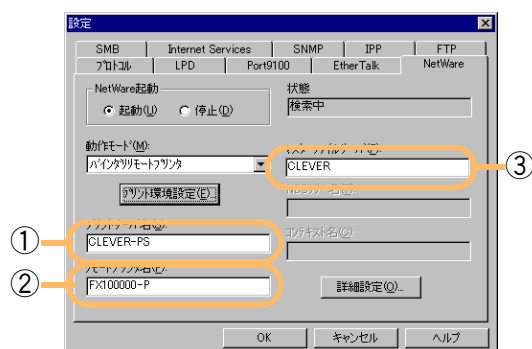 設定
SMB
Internet Services
SNMP
IPP
FTP
プロトコル
LPD
Port9100
EtherTalk
NetWare
NetWare起動
起動(U)
停止(D)
状態
検索中
動作モード(M):
バインダリリモートプリンタ
CLEVER
③
プリント環境設定(E)...
①
CLEVER-PS
コンテキスト名(C):
②
FX100000-P
詳細設定(O)...
OK
キャンセル
ヘルプ